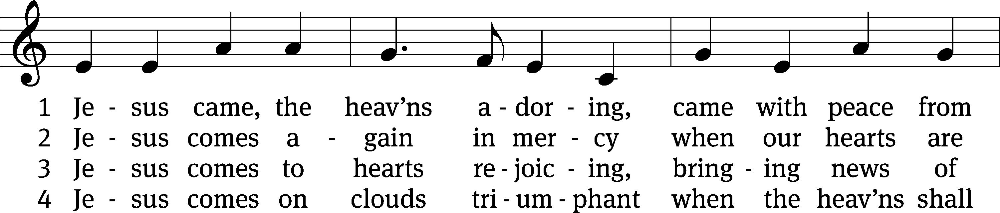 1 Je - sus came, the heav’ns a - dor - ing, came with peace from
2 Je - sus comes a - gain in mer - cy when our hearts are
3 Je - sus comes to hearts re - joic - ing, bring - ing news of
4 Je - sus comes on clouds tri - um - phant when the heav’ns shall